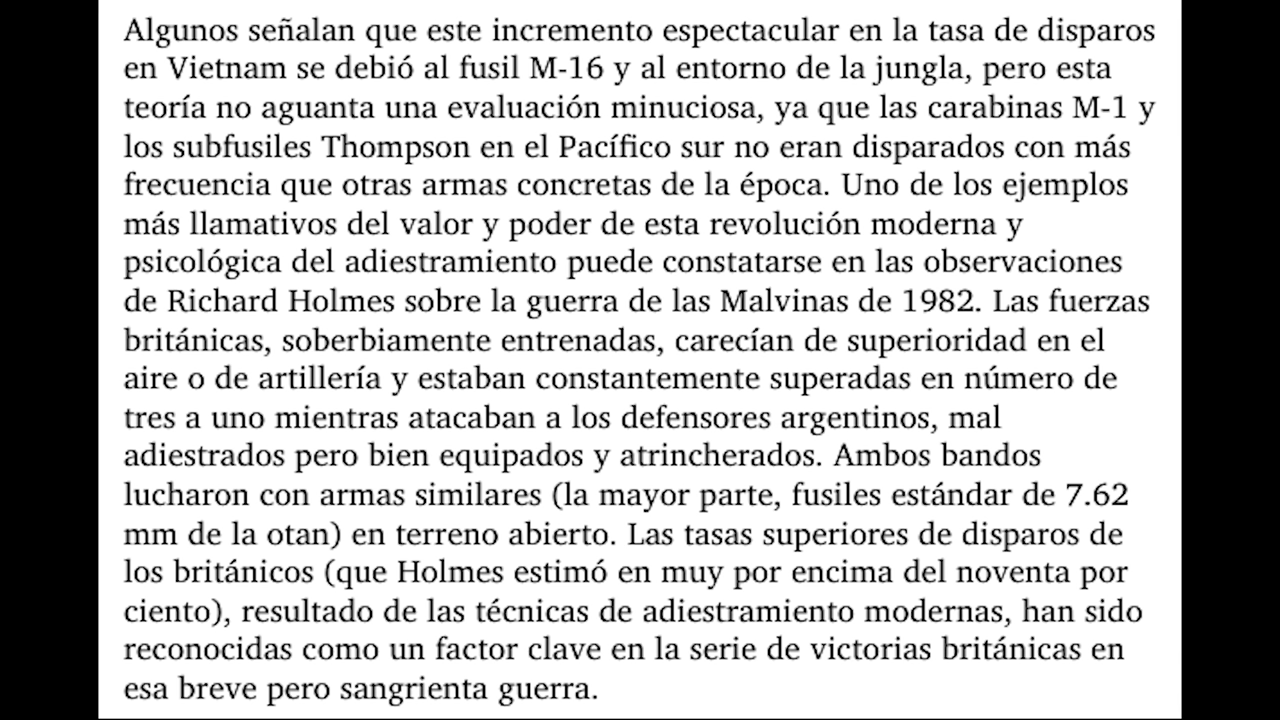 Algunos señalan que este incremento espectacular en la tasa de disparos
en Vietnam se debió al fusil M-16 y al entorno de la jungla, pero esta
teoría no aguanta una evaluación minuciosa, ya que las carabinas M-1 y
los subfusiles Thompson en el Pacífico sur no eran disparados con más
frecuencia que otras armas concretas de la época. Uno de los ejemplos
más llamativos del valor y poder de esta revolución moderna y
psicológica del adiestramiento puede constatarse en las observaciones
de Richard Holmes sobre la guerra de las Malvinas de 1982. Las fuerzas
británicas, soberbiamente entrenadas, carecían de superioridad en el
aire o de artillería y estaban constantemente superadas en número de
tres a uno mientras atacaban a los defensores argentinos, mal
adiestrados pero bien equipados y atrincherados. Ambos bandos
lucharon con armas similares (la mayor parte, fusiles estándar de 7.62
mm de la otan) en terreno abierto. Las tasas superiores de disparos de
los británicos (que Holmes estimó en muy por encima del noventa por
ciento), resultado de las técnicas de adiestramiento modernas, han sido
reconocidas como un factor clave en la serie de victorias británicas en
esa breve pero sangrienta guerra.